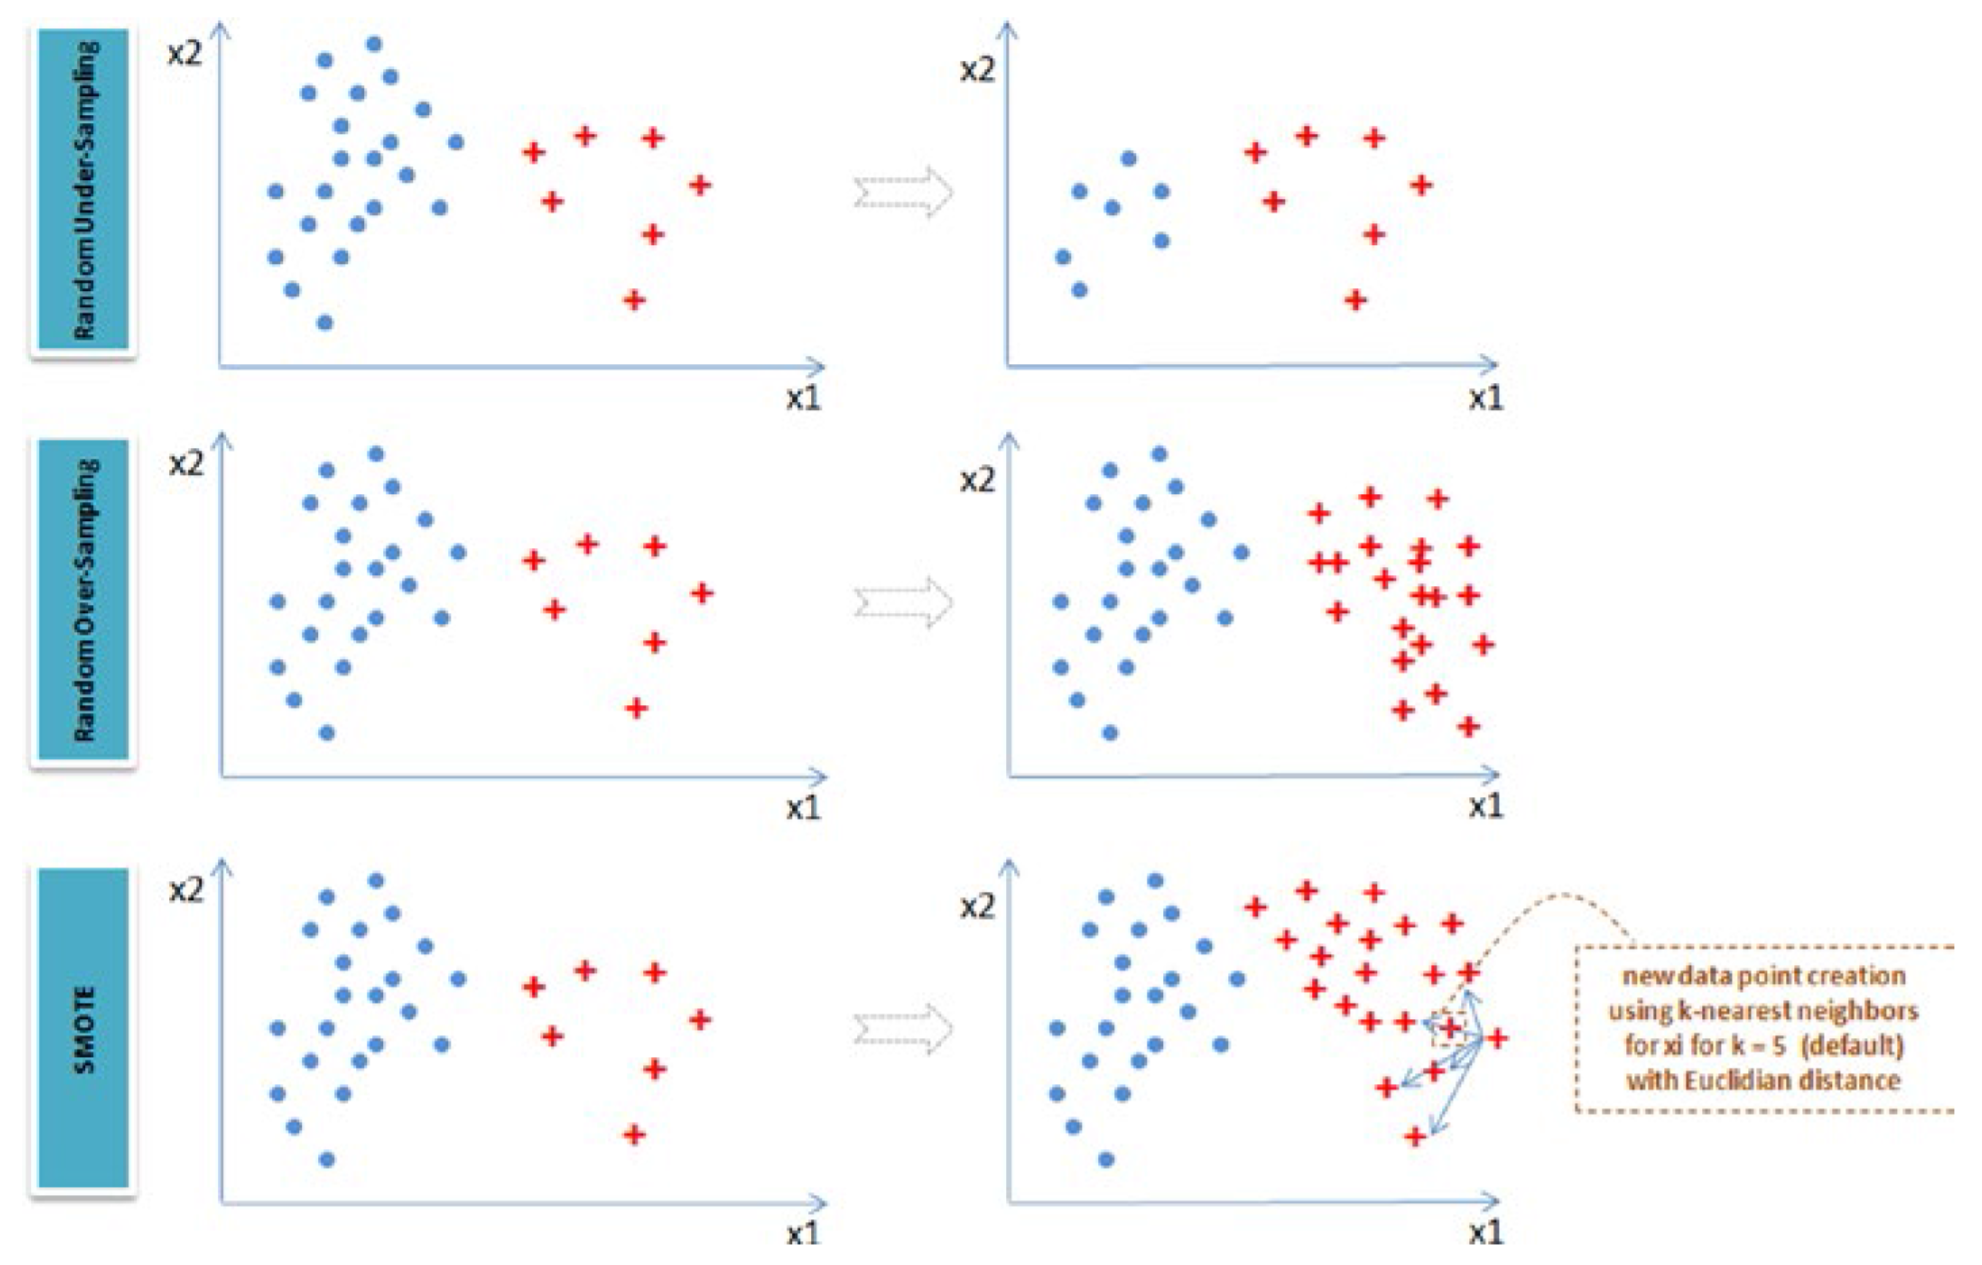 Random Under-Sampling
x2
x1
x2
x1
Random Over-Sampling
x2
x1
x2
x1
SMOTE
x2
x1
x2
x1
new data point creation
using k-nearest neighbors
for xi for k = 5 (default)
with Euclidian distance